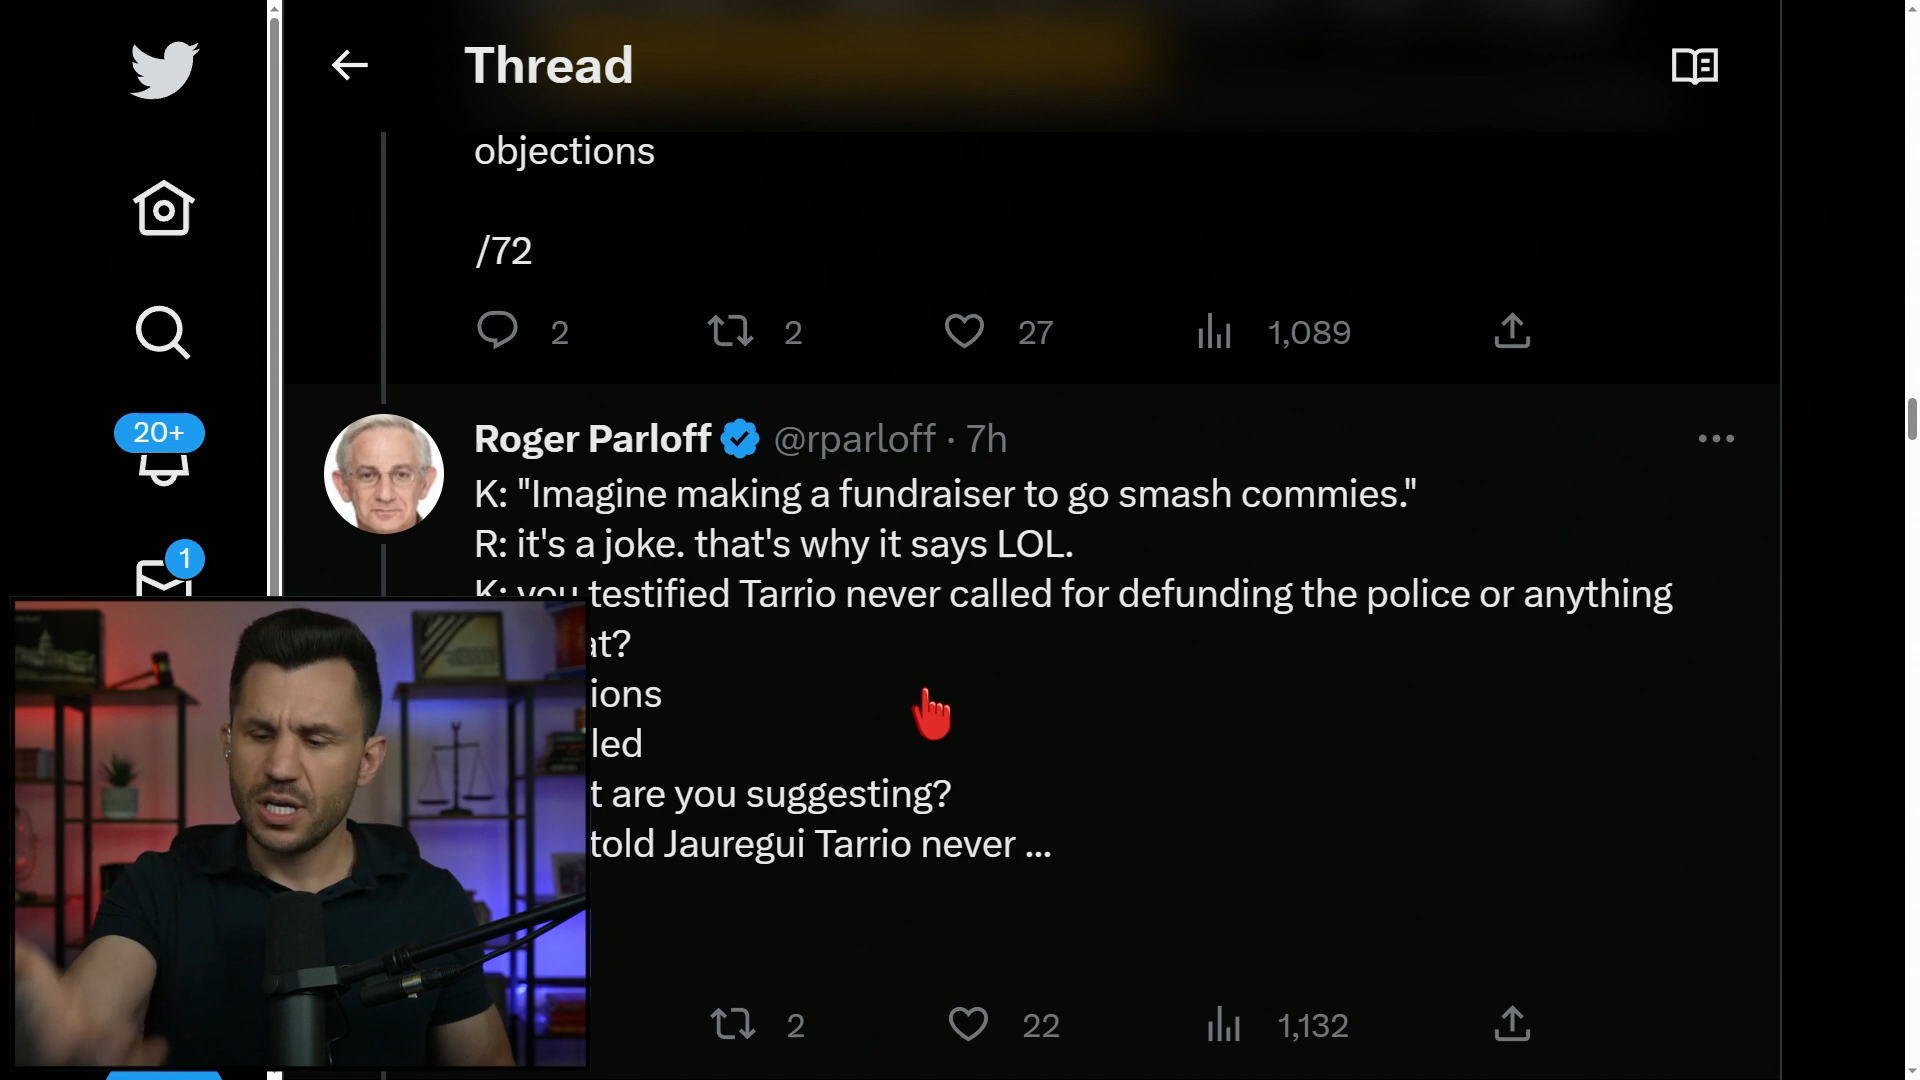 Thread
objections
/72
2 2 27 1,089
20+
Roger Parloff @rparloff · 7h
K: "Imagine making a fundraiser to go smash commies."
R: it's a joke. that's why it says LOL.
1
K: you testified Tarrio never called for defunding the police or anything
at?
ions
led
t are you suggesting?
told Jauregui Tarrio never ...
2 22 1,132